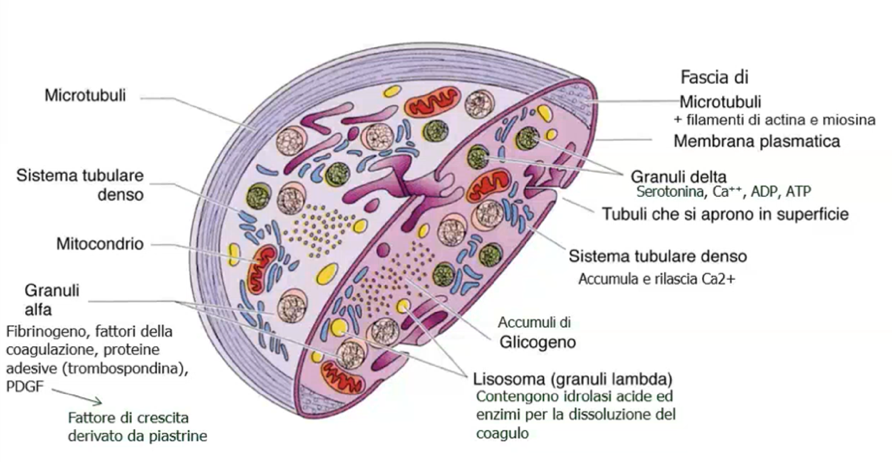 Microtubuli
Sistema tubulare
denso
Mitocondrio
Granuli
alfa
Fibrinogeno, fattori della
coagulazione, proteine
adesive (trombospondina),
PDGF
Fattore di crescita
derivato da piastrine
Fascia di
Microtubuli
+ filamenti di actina e miosina
Membrana plasmatica
Granuli delta
Serotonina, Ca⁺⁺, ADP, ATP
Tubuli che si aprono in superficie
Sistema tubulare denso
Accumula e rilascia Ca2+
Accumuli di
Glicogeno
Lisosoma (granuli lambda)
Contengono idrolasi acide ed
enzimi per la dissoluzione del
coagulo